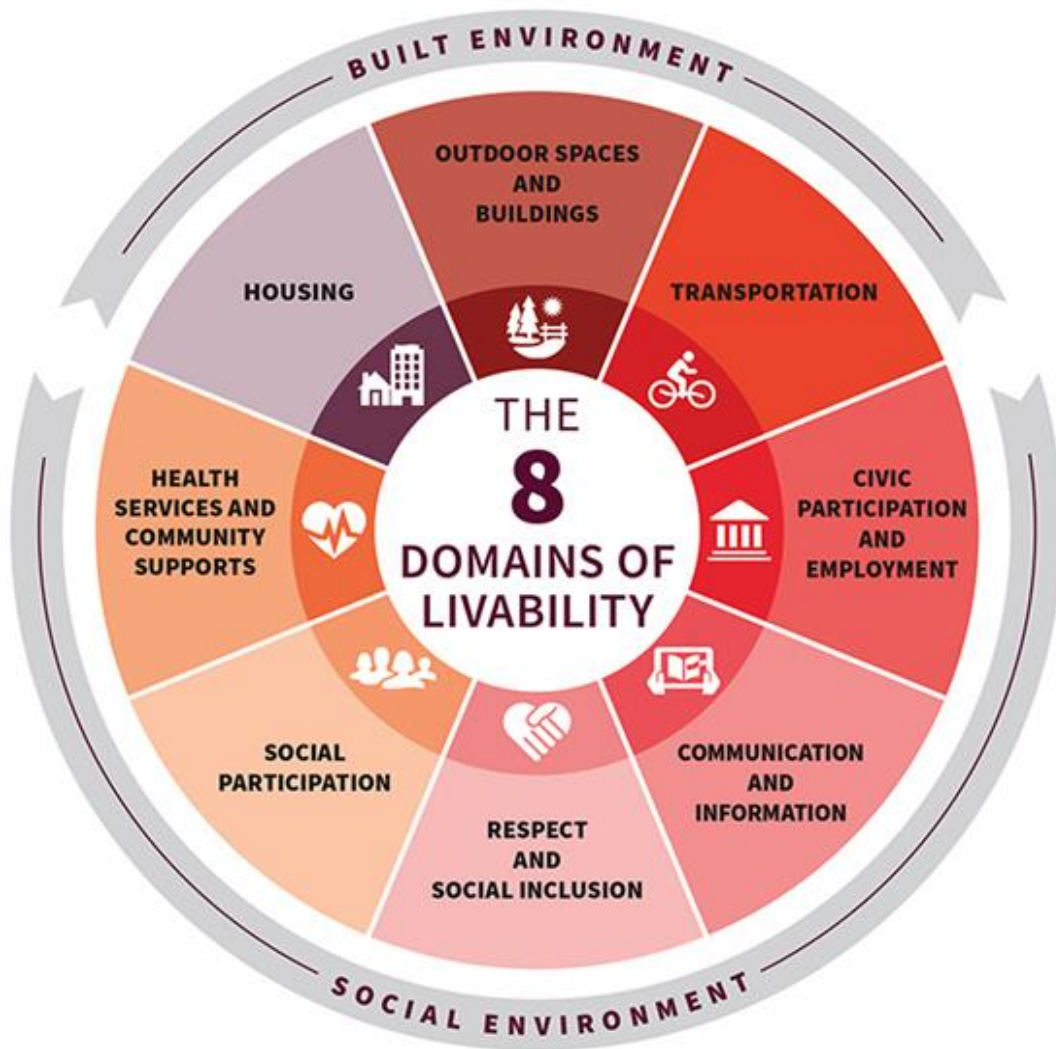 BUILT ENVIRONMENT
OUTDOOR SPACES
AND
BUILDINGS
HOUSING
TRANSPORTATION
THE
8
DOMAINS OF
LIVABILITY
HEALTH
SERVICES AND
COMMUNITY
SUPPORTS
CIVIC
PARTICIPATION
AND
EMPLOYMENT
SOCIAL
PARTICIPATION
COMMUNICATION
AND
INFORMATION
RESPECT
AND
SOCIAL INCLUSION
SOCIAL ENVIRONMENT